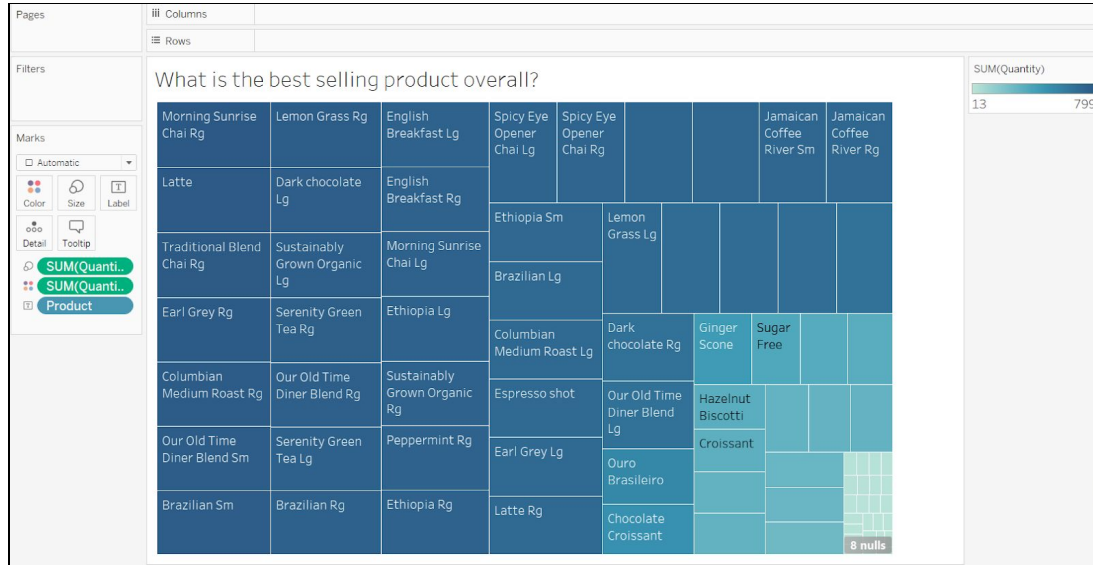 Pages
Columns
Rows
Filters
Marks
Automatic
Color
Size
Label
Detail
Tooltip
SUM(Quanti..
SUM(Quanti..
Product
What is the best selling product overall?
Morning Sunrise
Chai Rg
Latte
Traditional Blend
Chai Rg
Earl Grey Rg
Columbian
Medium Roast Rg
Our Old Time
Diner Blend Sm
Brazilian Sm
Lemon Grass Rg
Dark chocolate
Lg
Sustainably
Grown Organic
Lg
Serenity Green
Tea Rg
Our Old Time
Diner Blend Rg
Serenity Green
Tea Lg
Brazilian Rg
English
Breakfast Lg
English
Breakfast Rg
Morning Sunrise
Chai Lg
Ethiopia Lg
Sustainably
Grown Organic
Rg
Peppermint Rg
Ethiopia Rg
Spicy Eye
Opener
Chai Lg
Spicy Eye
Opener
Chai Rg
Jamaican
Coffee
River Sm
Jamaican
Coffee
River Rg
Ethiopia Sm
Brazilian Lg
Columbian
Medium Roast Lg
Espresso shot
Earl Grey Lg
Latte Rg
Lemon
Grass Lg
Dark
chocolate Rg
Our Old Time
Diner Blend
Lg
Ouro
Brasileiro
Chocolate
Croissant
Ginger
Scone
Sugar
Free
Hazelnut
Biscotti
Croissant
8 nulls
SUM(Quantity)
13
799